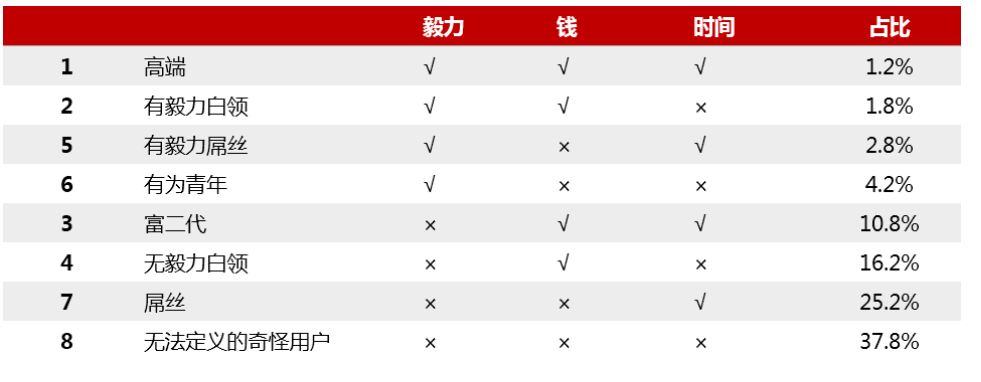 毅力 钱 时间 占比
1 高端 √ √ √ 1.2%
2 有毅力白领 √ √ × 1.8%
5 有毅力屌丝 √ × √ 2.8%
6 有为青年 √ × × 4.2%
3 富二代 × √ √ 10.8%
4 无毅力白领 × √ × 16.2%
7 屌丝 × × √ 25.2%
8 无法定义的奇怪用户 × × × 37.8%